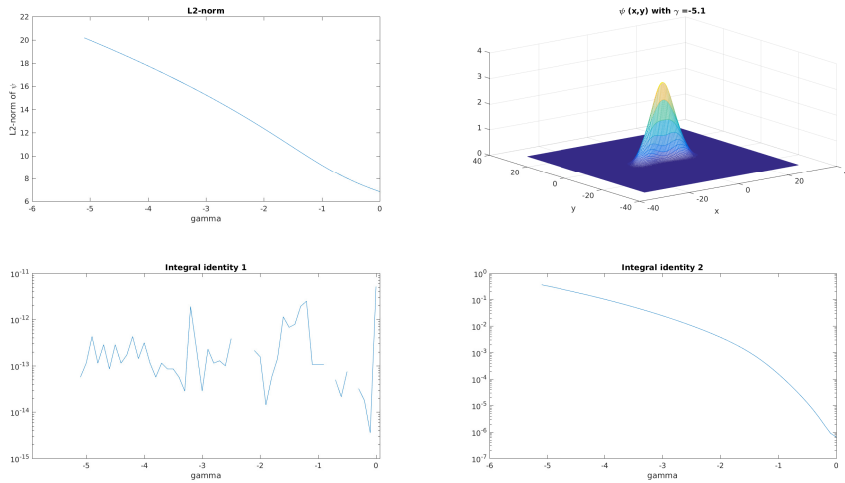 L2-norm
22
20
18
16
14
12
10
8
6
L2-norm of ψ
-6 -5 -4 -3 -2 -1 0
gamma
ψ (x,y) with γ =-5.1
4
3
2
1
0
40
20
0
-20
-40
y
-40
-20
0
20
x
Integral identity 1
10-11
10-12
10-13
10-14
10-15
-5 -4 -3 -2 -1 0
gamma
Integral identity 2
100
10-1
10-2
10-3
10-4
10-5
10-6
10-7
-6 -5 -4 -3 -2 -1 0
gamma